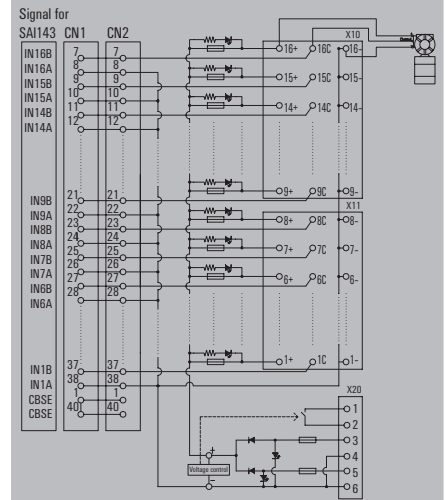 Signal for
SAI143 CN1 CN2
X10
IN16B 7 7 16+ 16C 16-
IN16A 8 8
IN15B 9 9 15+ 15C 15-
IN15A 10 10
IN14B 11 11 14+ 14C
IN14A 12 12
IN9B 21 21 9+ 9C 9-
X11
IN9A 22 22
IN8B 23 23 8+ 8C 8-
IN8A 24 24
IN7B 25 25 7+ 7C 7-
IN7A 26 26
IN6B 27 27 6+ 6C 6-
IN6A 28 28
IN1B 37 37 1+ 1C 1-
IN1A 38 38
CBSE 1 1
CBSE 40 40
X20
1
2
+ 3
4
Voltage control 5
- 6